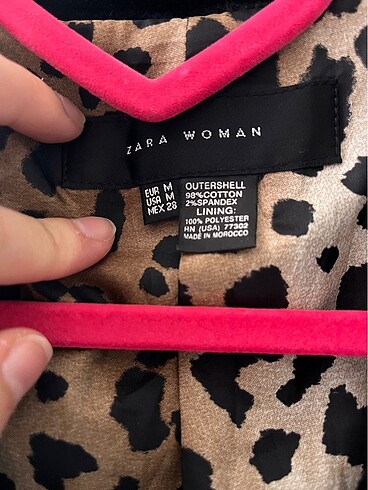 ZARA WOMAN
EUR M
USA M
MEX 28
OUTERSHELL
98%COTTON
2%SPANDEX
LINING:
100% POLYESTER
RN (USA) 77302
MADE IN MOROCCO